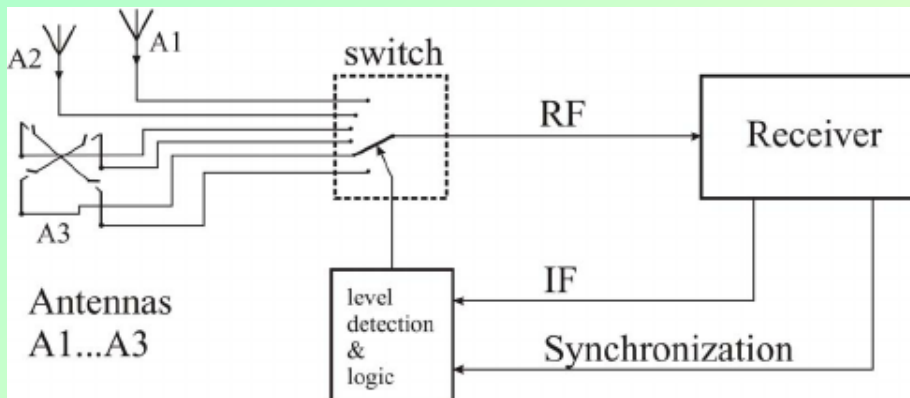 A1
A2
switch
RF
Receiver
A3
IF
Antennas
A1...A3
level
detection
&
logic
Synchronization